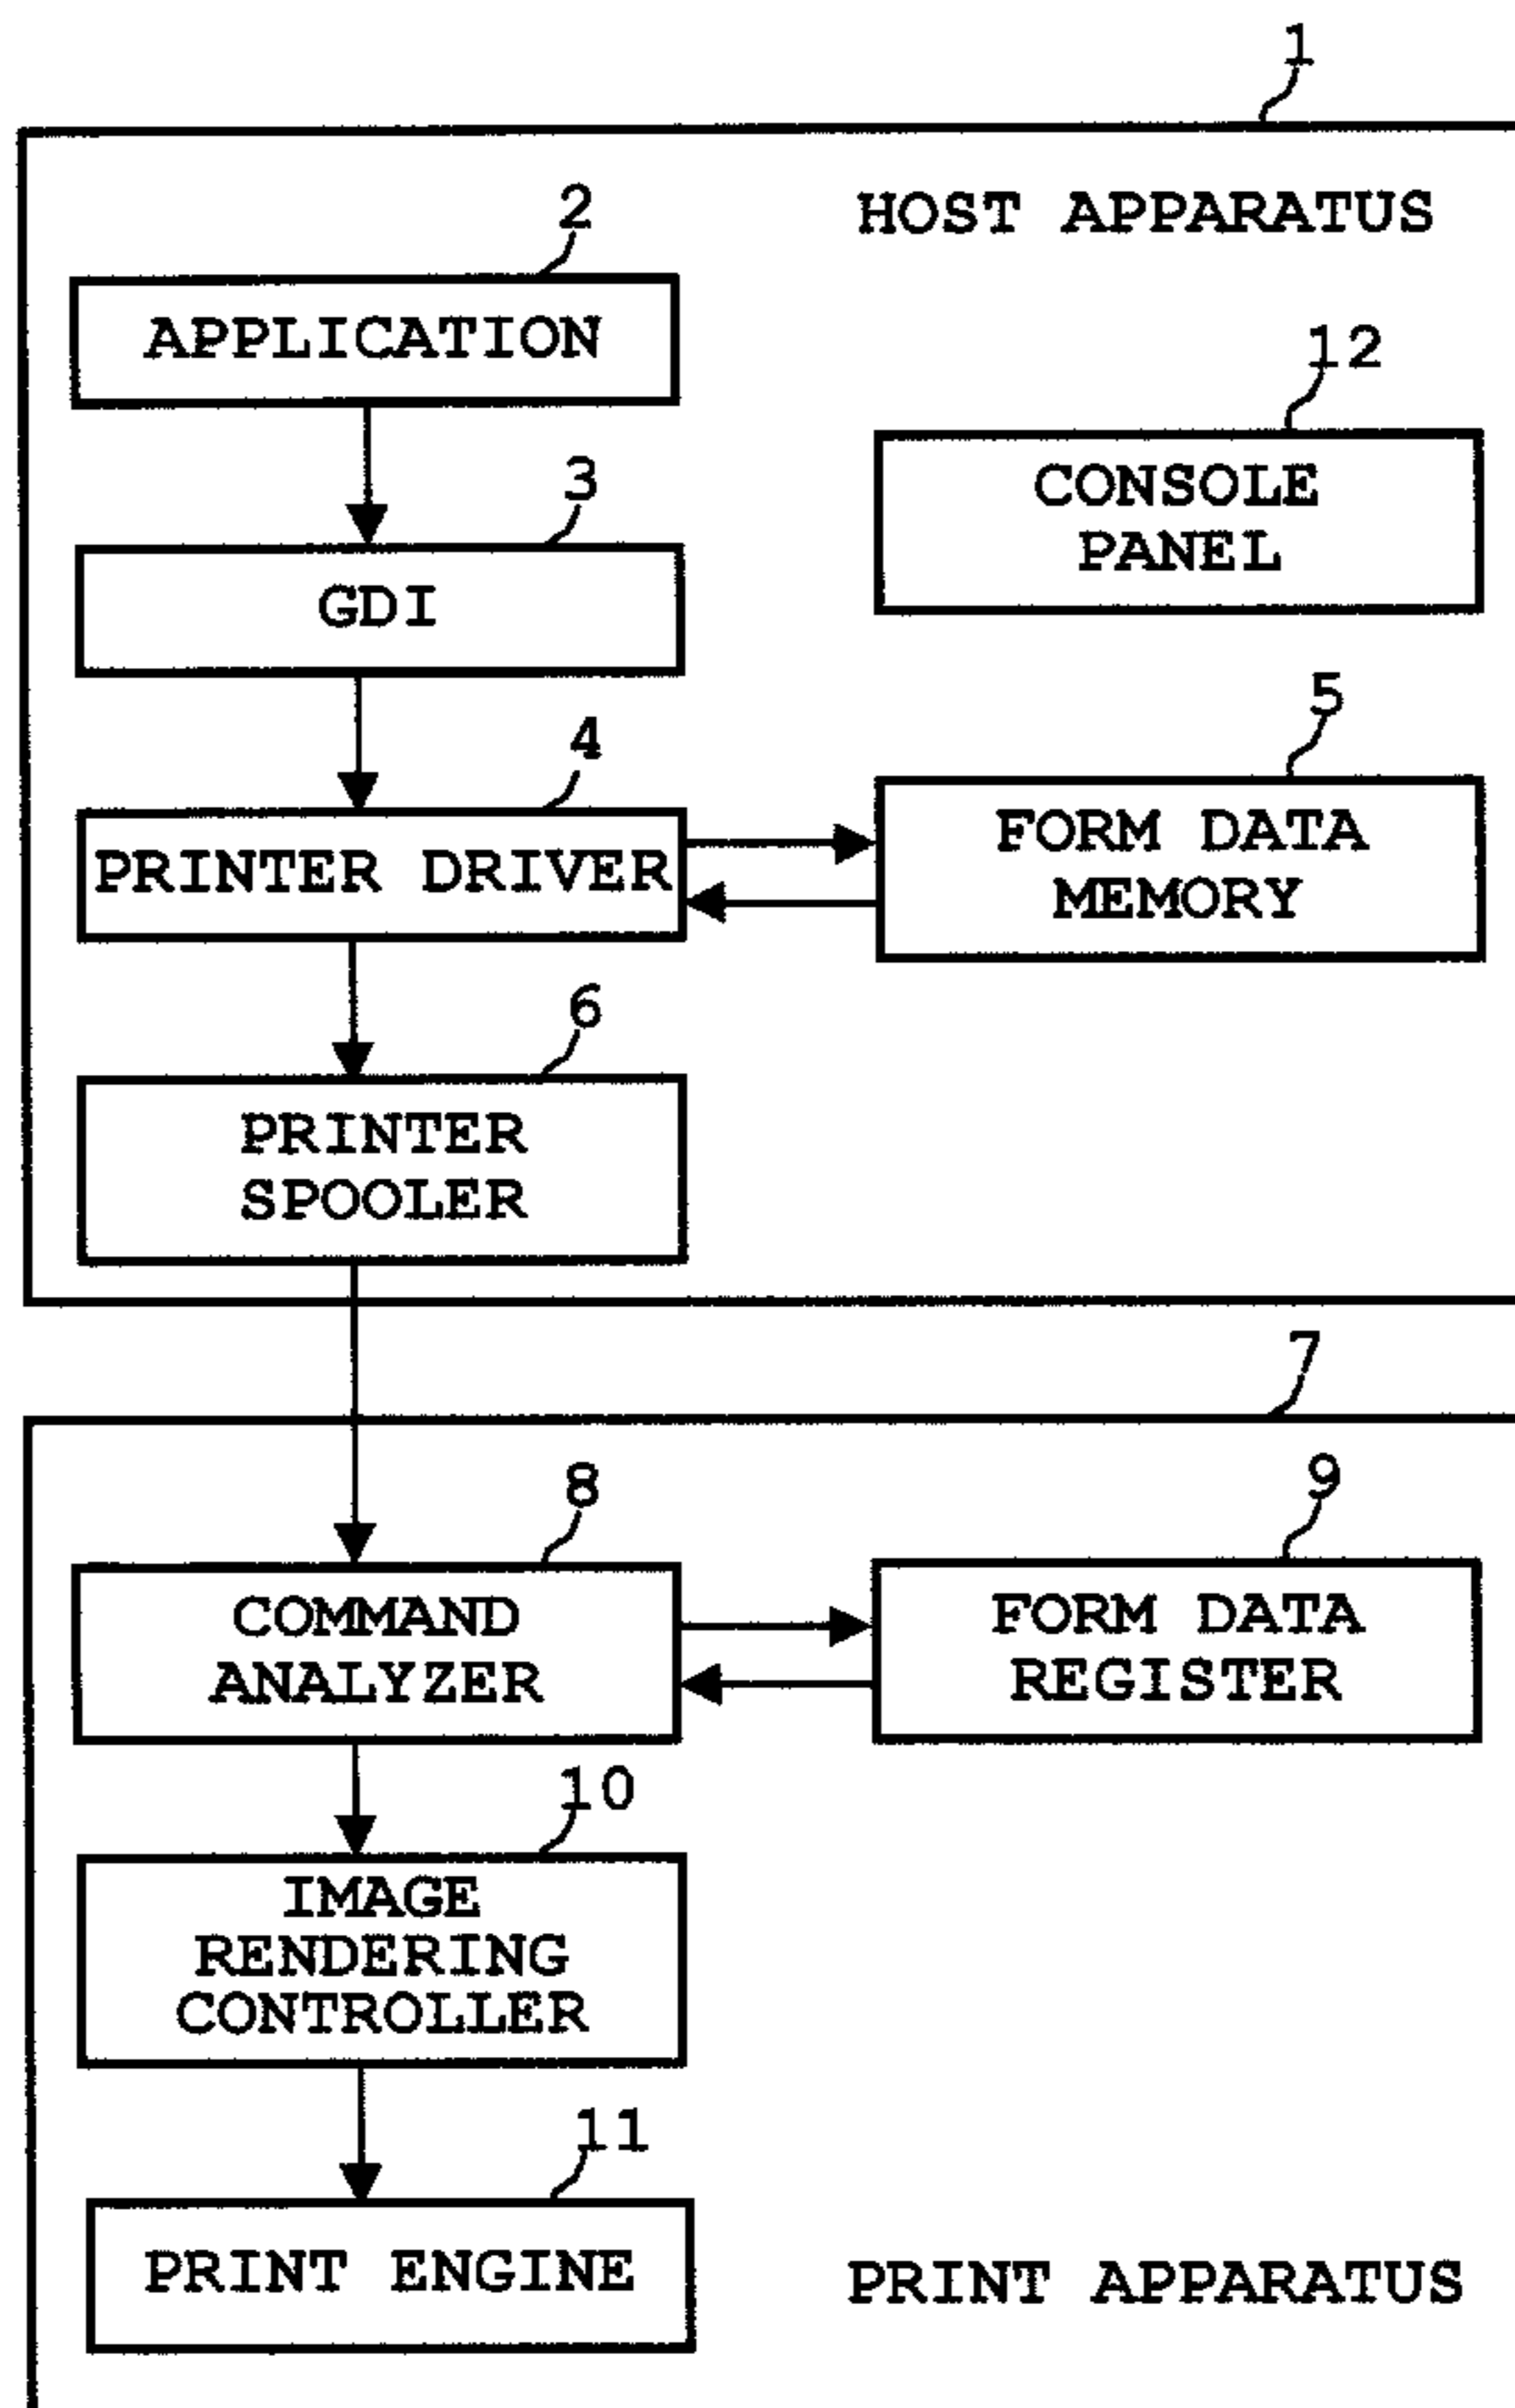 1
HOST APPARATUS
2
APPLICATION
12
CONSOLE
PANEL
3
GDI
4
PRINTER DRIVER
5
FORM DATA
MEMORY
6
PRINTER
SPOOLER
7
8
COMMAND
ANALYZER
9
FORM DATA
REGISTER
10
IMAGE
RENDERING
CONTROLLER
11
PRINT ENGINE
PRINT APPARATUS